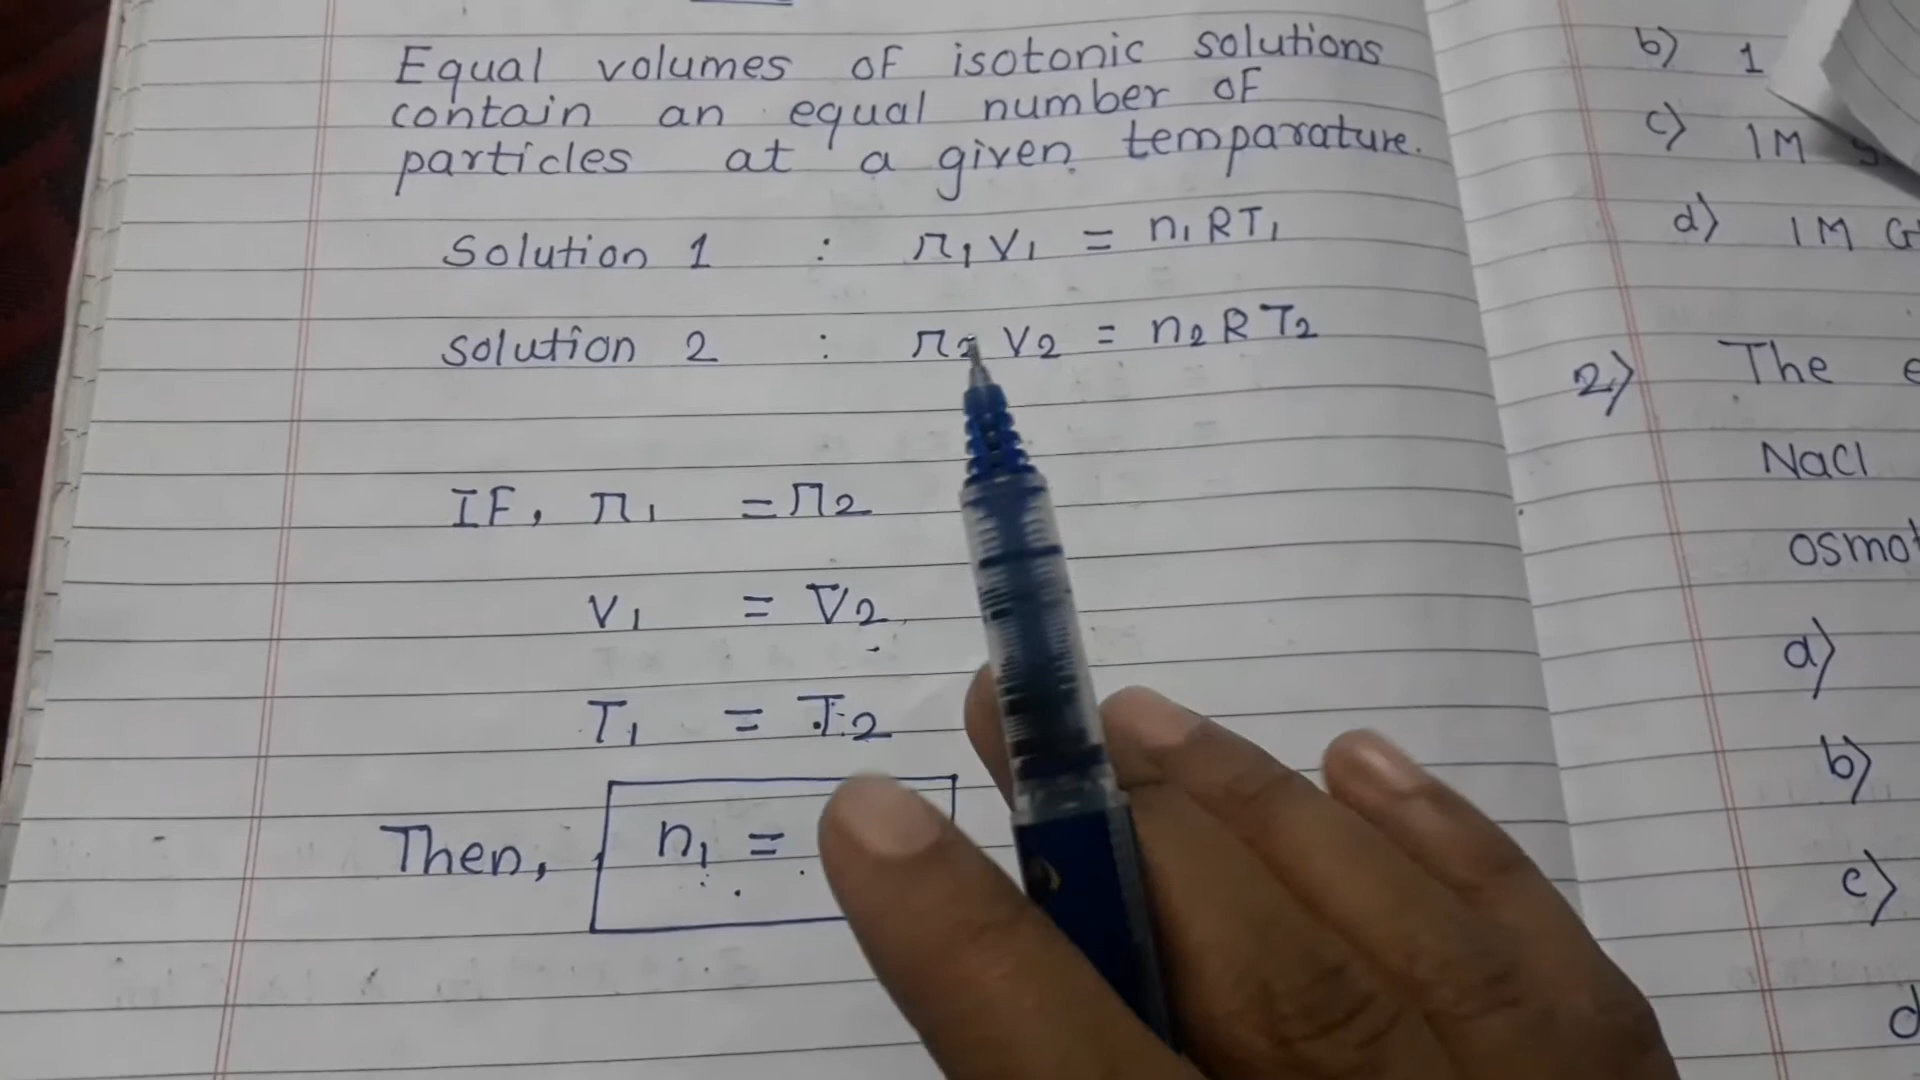 Equal volumes of isotonic solutions
contain an equal number of
particles at a given temparature.
Solution 1 : π₁V₁ = n₁RT₁
Solution 2 : π₂V₂ = n₂RT₂
IF, π₁ = π₂
V₁ = V₂
T₁ = T₂
Then, n₁ =
b) 1
c) 1M
d) 1M
2) The
NaCl
a)
b)
c)
d